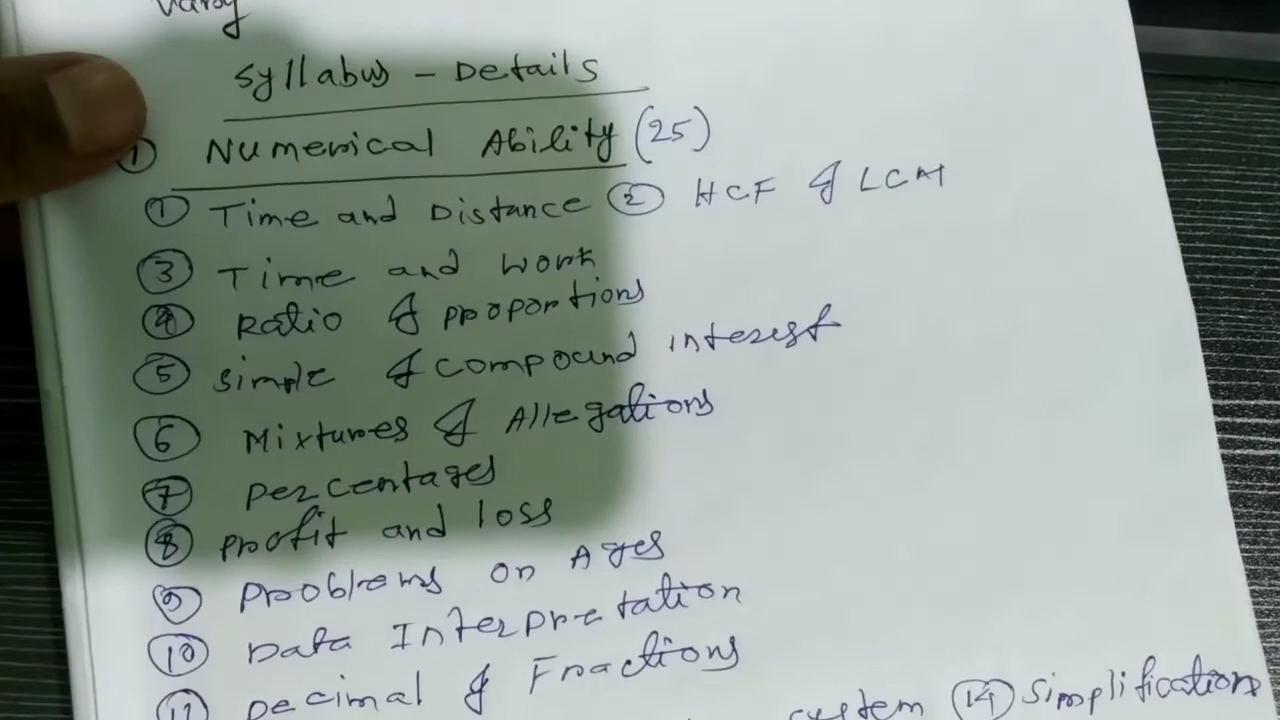 Syllabus - Details
① Numerical Ability (25)
① Time and Distance ② HCF & LCM
③ Time and work
④ Ratio & proportions
⑤ simple & compound interest
⑥ Mixtures & Allegations
⑦ percentages
⑧ profit and loss
⑨ problems on Ages
⑩ Data Interpretation
⑪ Decimal & Fractions
system ⑭ simplification